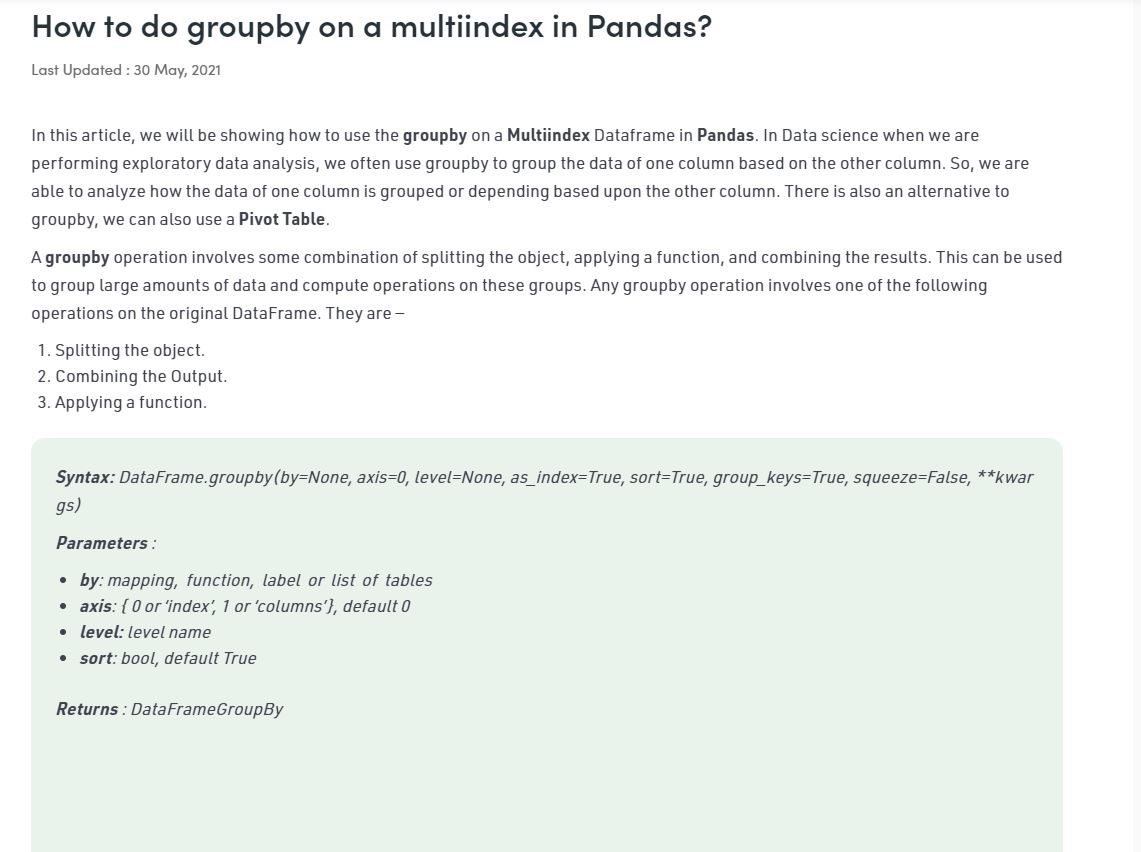 How to do groupby on a multiindex in Pandas?
Last Updated : 30 May, 2021
In this article, we will be showing how to use the groupby on a Multiindex Dataframe in Pandas. In Data science when we are
performing exploratory data analysis, we often use groupby to group the data of one column based on the other column. So, we are
able to analyze how the data of one column is grouped or depending based upon the other column. There is also an alternative to
groupby, we can also use a Pivot Table.
A groupby operation involves some combination of splitting the object, applying a function, and combining the results. This can be used
to group large amounts of data and compute operations on these groups. Any groupby operation involves one of the following
operations on the original DataFrame. They are –
1. Splitting the object.
2. Combining the Output.
3. Applying a function.
Syntax: DataFrame.groupby(by=None, axis=0, level=None, as_index=True, sort=True, group_keys=True, squeeze=False, **kwar
gs)
Parameters :
• by: mapping, function, label or list of tables
• axis: { 0 or ‘index’, 1 or ‘columns’}, default 0
• level: level name
• sort: bool, default True
Returns : DataFrameGroupBy